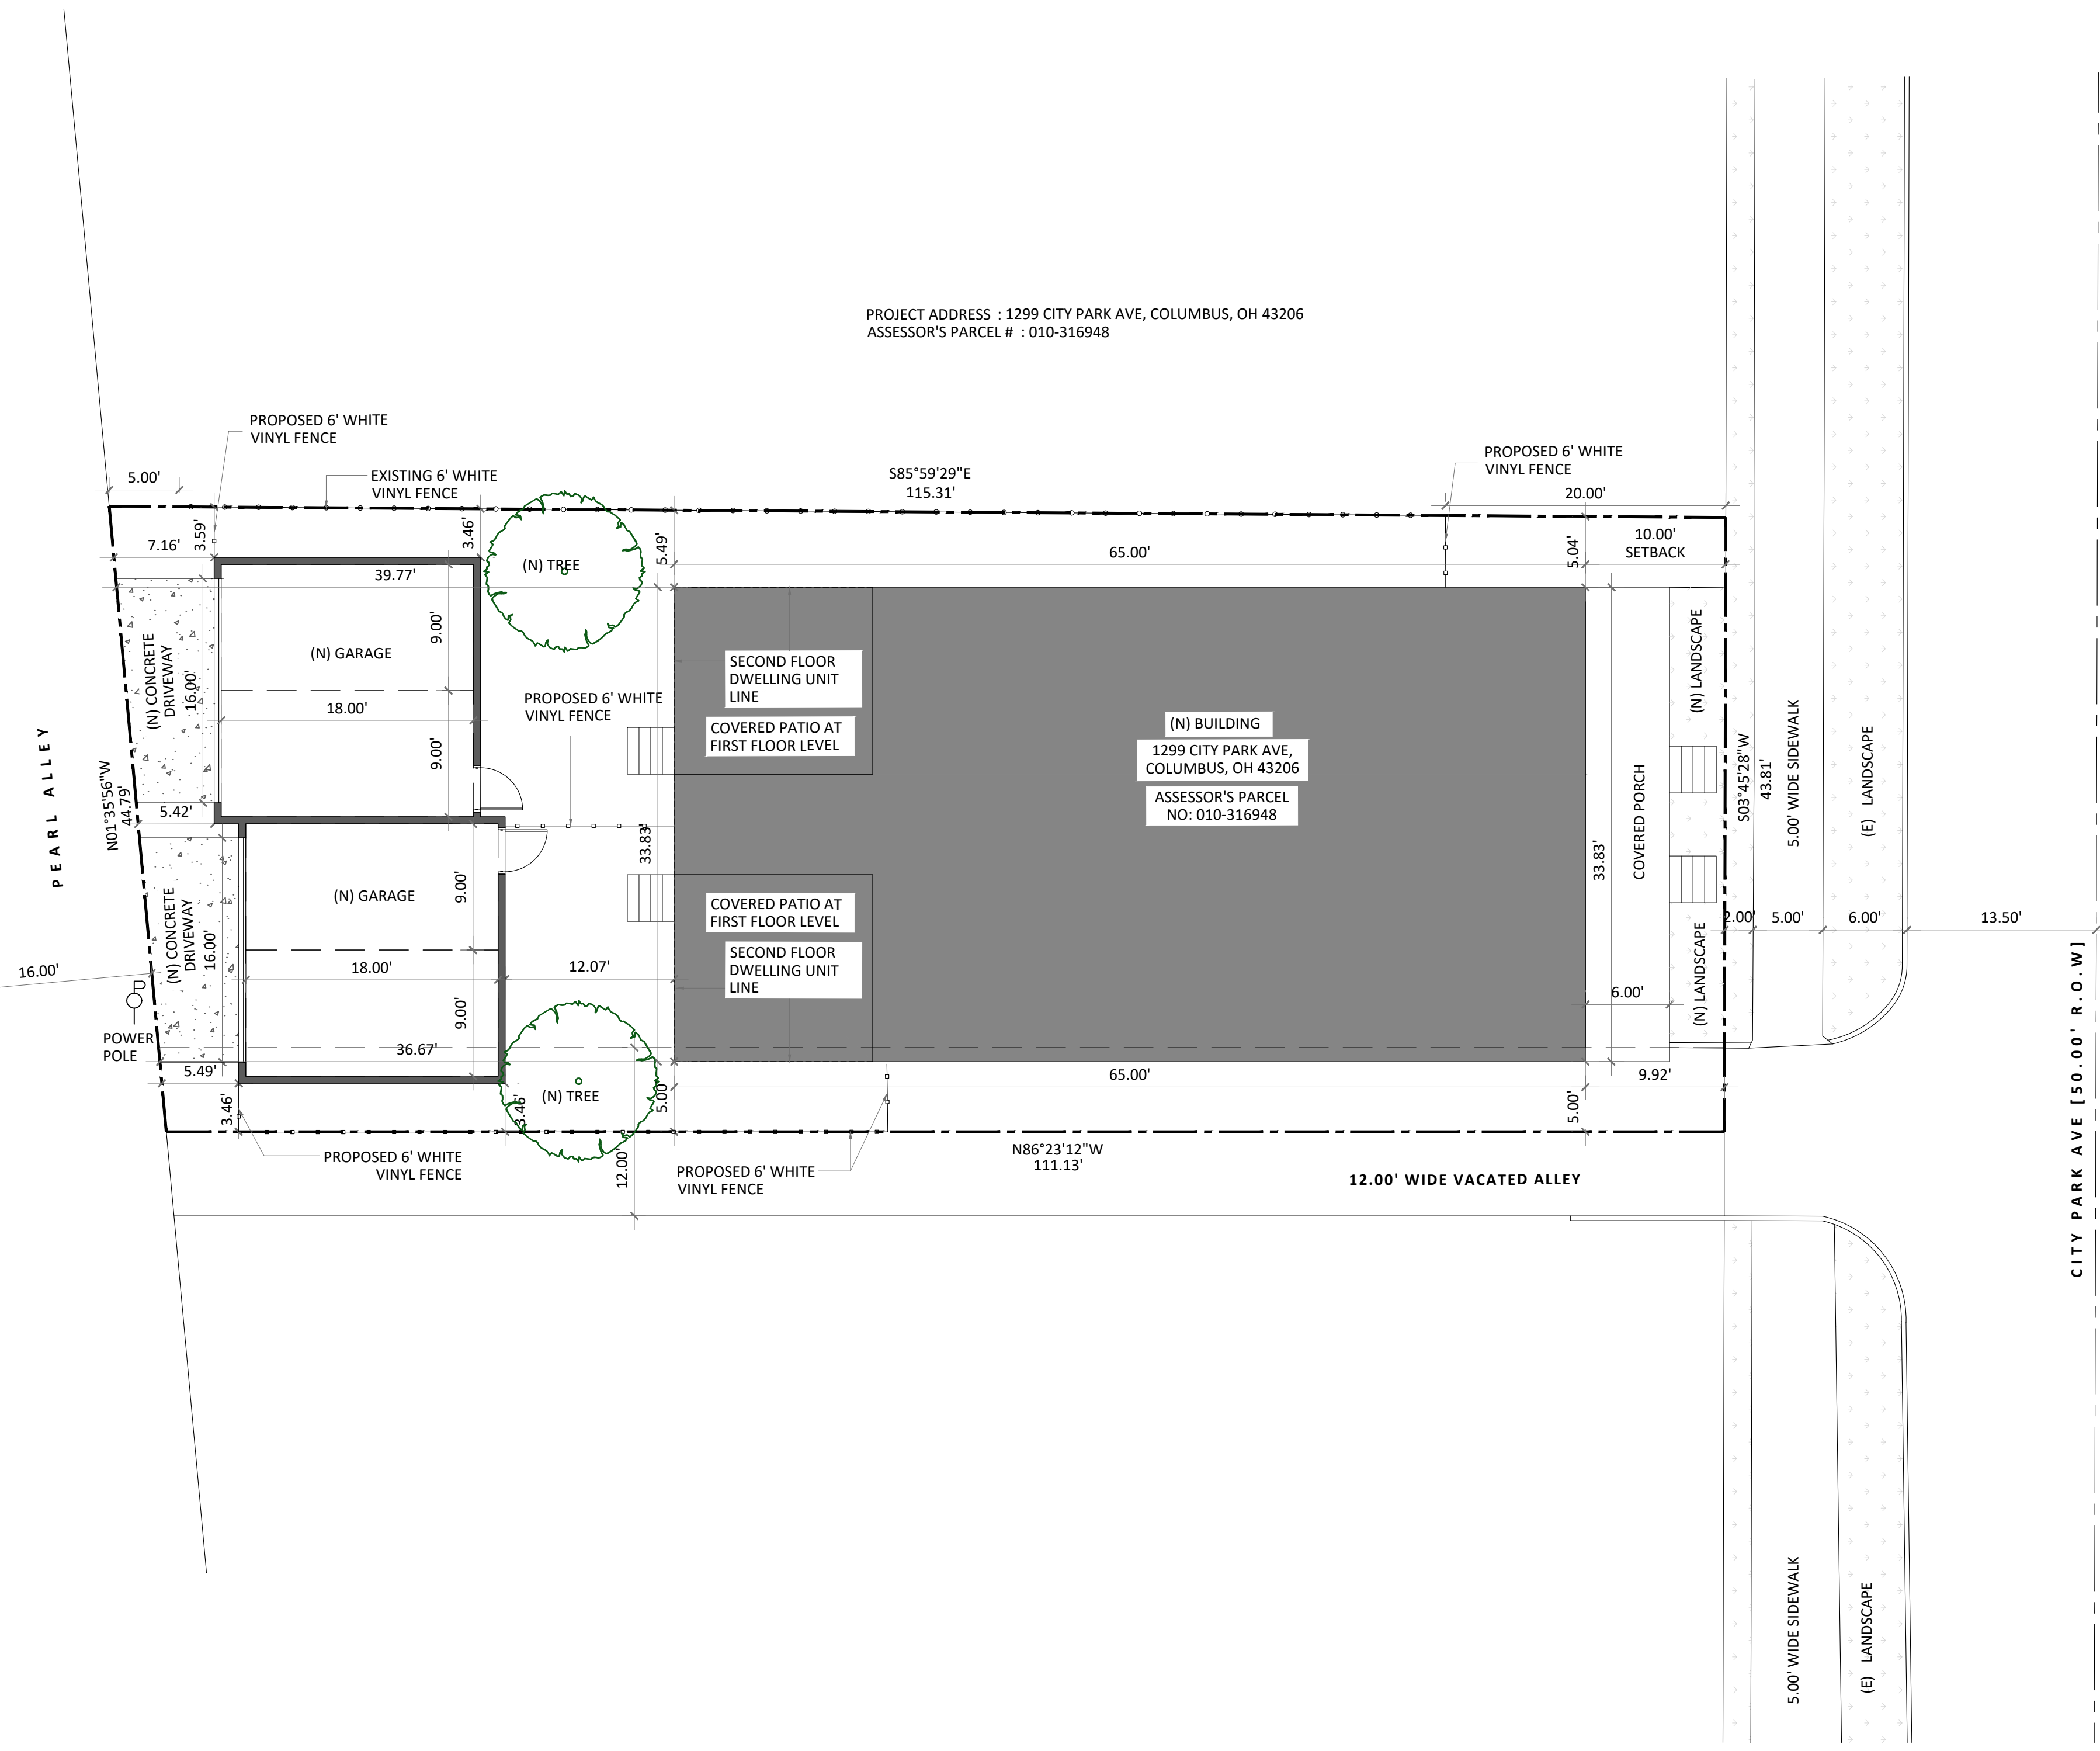 PROJECT ADDRESS : 1299 CITY PARK AVE, COLUMBUS, OH 43206
ASSESSOR'S PARCEL # : 010-316948
PROPOSED 6' WHITE
VINYL FENCE
5.00'
EXISTING 6' WHITE
VINYL FENCE
S85°59'29"E
115.31'
PROPOSED 6' WHITE
VINYL FENCE
20.00'
7.16'
3.59'
3.46'
39.77'
(N) TREE
5.49'
65.00'
5.04'
10.00'
SETBACK
(N) CONCRETE
DRIVEWAY
16.00'
(N) GARAGE
9.00'
18.00'
9.00'
PROPOSED 6' WHITE
VINYL FENCE
SECOND FLOOR
DWELLING UNIT
LINE
COVERED PATIO AT
FIRST FLOOR LEVEL
(N) BUILDING
1299 CITY PARK AVE,
COLUMBUS, OH 43206
ASSESSOR'S PARCEL
NO: 010-316948
(N) LANDSCAPE
COVERED PORCH
33.83'
S03°45'28"W
43.81'
5.00' WIDE SIDEWALK
(E) LANDSCAPE
PEARL ALLEY
N01°35'56"W
44.79'
5.42'
33.83'
(N) CONCRETE
DRIVEWAY
16.00'
(N) GARAGE
9.00'
18.00'
9.00'
12.07'
COVERED PATIO AT
FIRST FLOOR LEVEL
SECOND FLOOR
DWELLING UNIT
LINE
(N) LANDSCAPE
6.00'
2.00'
5.00'
6.00'
13.50'
16.00'
POWER
POLE
36.67'
5.49'
3.46'
3.46'
(N) TREE
5.00'
65.00'
5.00'
9.92'
PROPOSED 6' WHITE
VINYL FENCE
12.00'
PROPOSED 6' WHITE
VINYL FENCE
N86°23'12"W
111.13'
12.00' WIDE VACATED ALLEY
CITY PARK AVE [50.00' R.O.W]
5.00' WIDE SIDEWALK
(E) LANDSCAPE